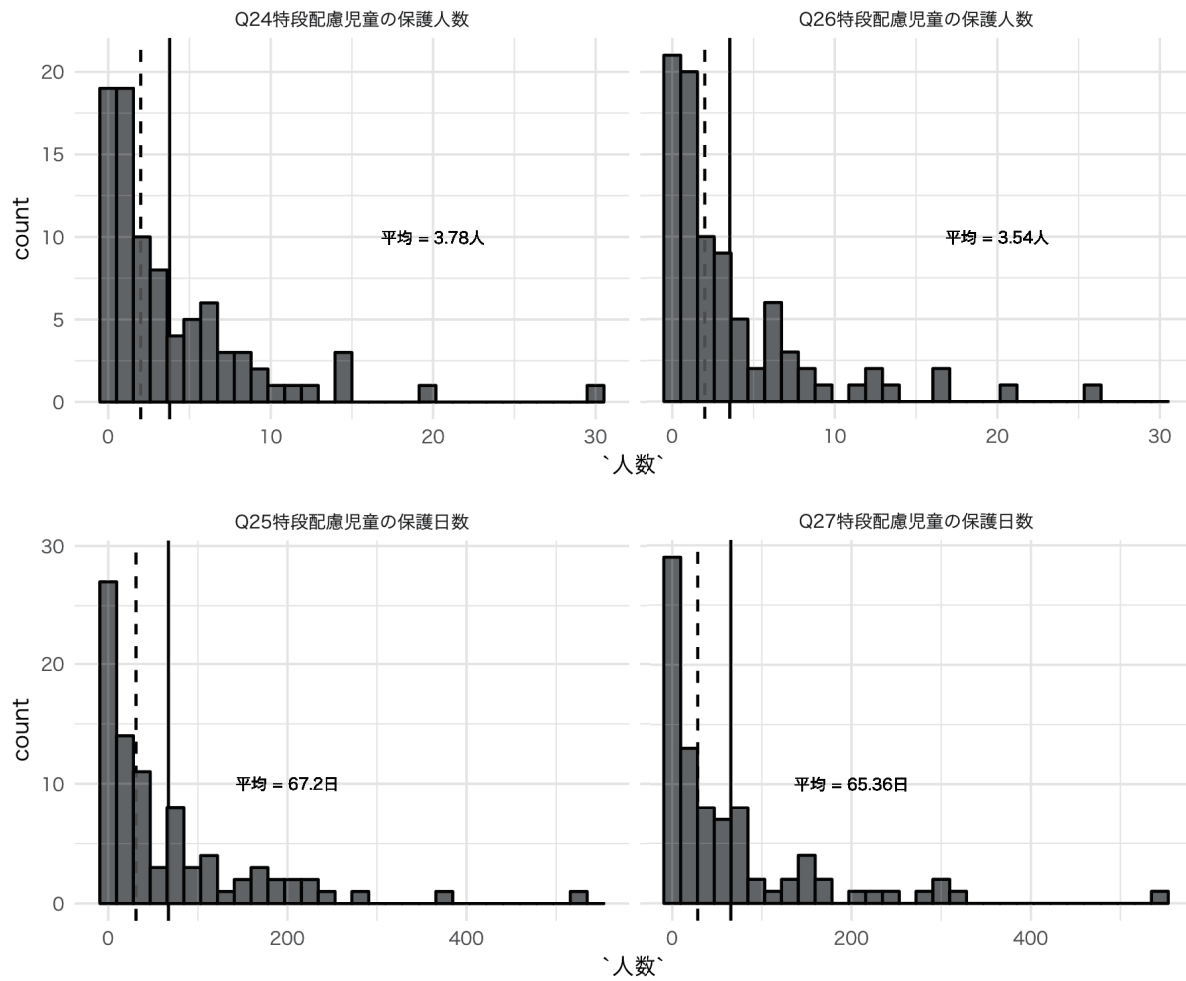 Q24特段配慮児童の保護人数
Q26特段配慮児童の保護人数
20
15
10
5
0
count
平均 = 3.78人
平均 = 3.54人
0 10 20 30
0 10 20 30
`人数`
Q25特段配慮児童の保護日数
Q27特段配慮児童の保護日数
30
20
10
0
count
平均 = 67.2日
平均 = 65.36日
0 200 400
0 200 400
`人数`